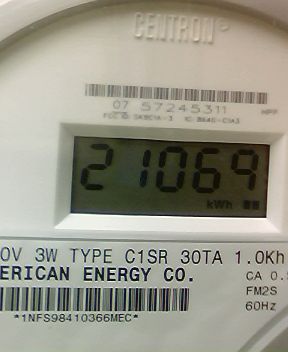 CENTRON
07 57245311
21069
kWh
0V 3W TYPE C1SR 30TA 1.0Kh
ERICAN ENERGY CO.
CA 0.5
FM2S
60Hz
*1NFS98410366MEC*